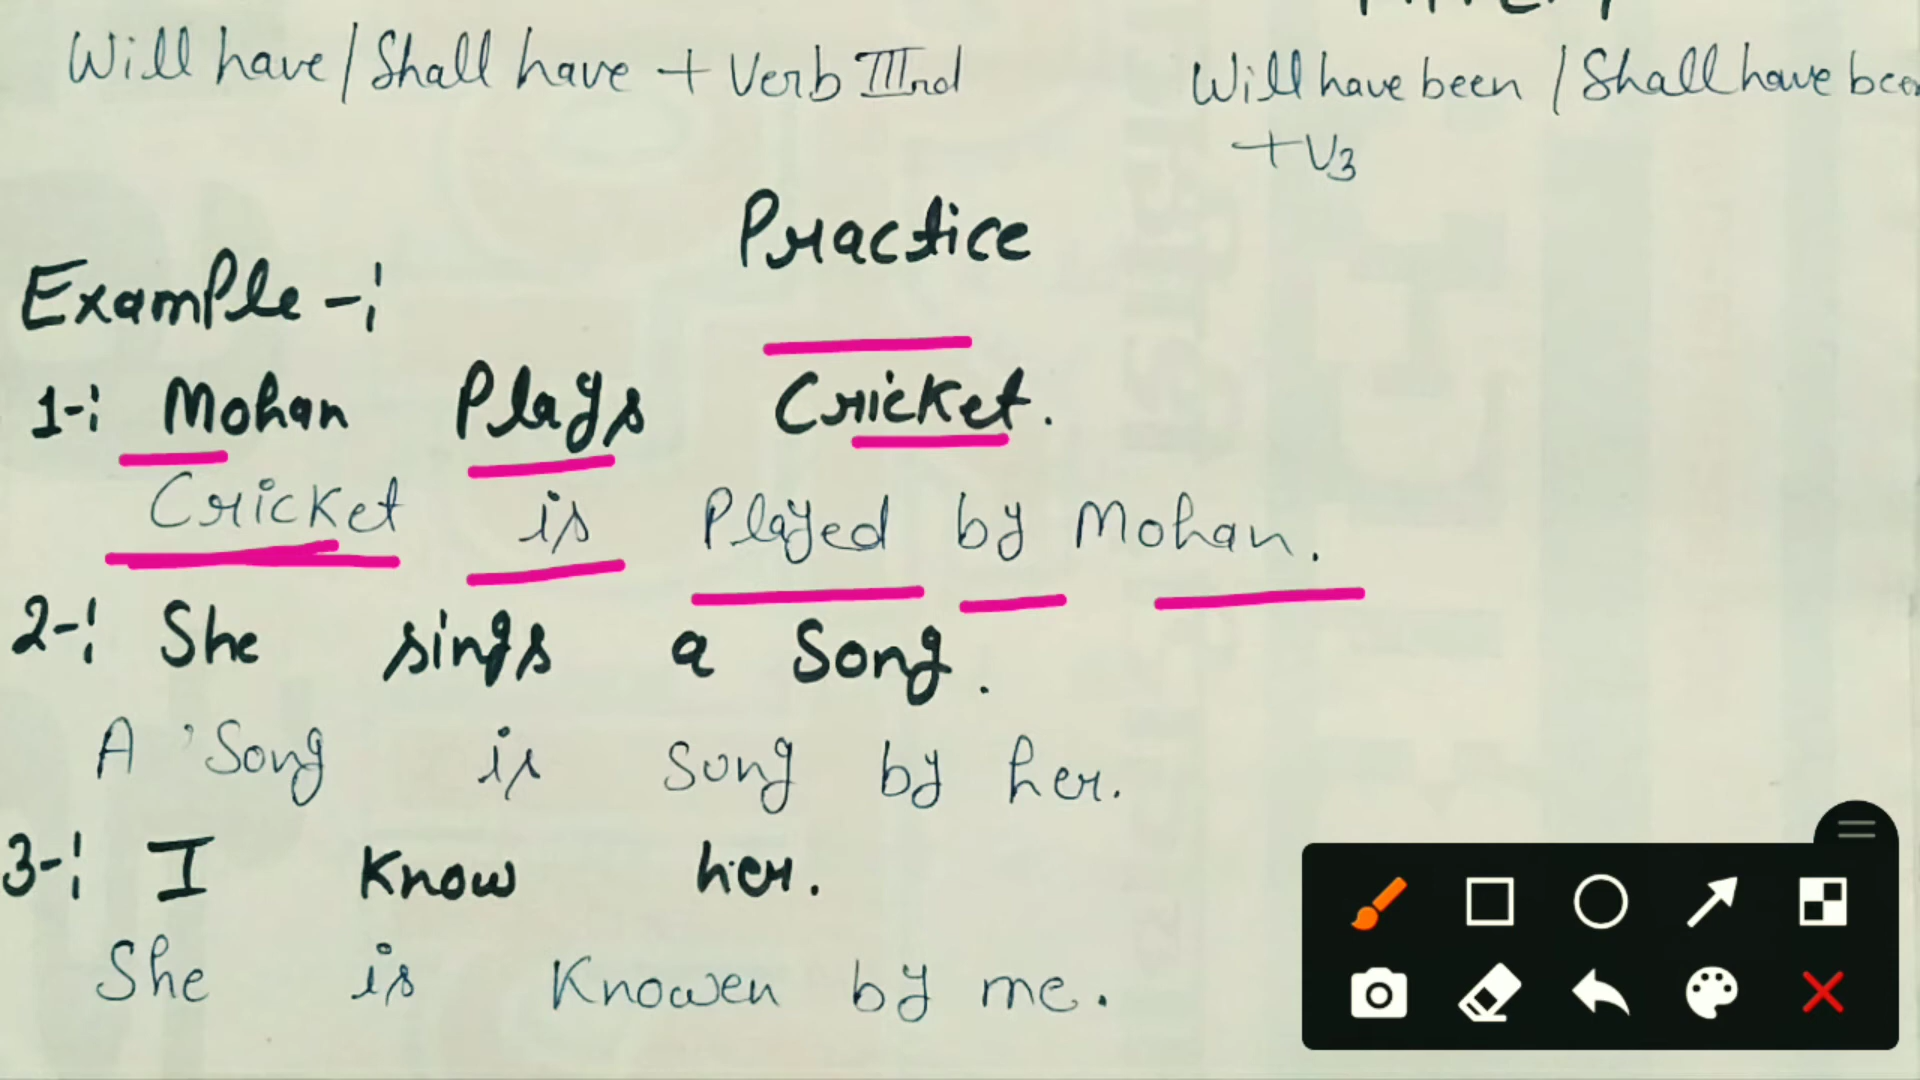 Will have / Shall have + Verb IIIrd
Will have been / Shall have been
+ V3
Practice
Example -:
1-: Mohan Plays Cricket.
Cricket is Played by Mohan.
2-: She sings a Song.
A Song is Sung by her.
3-: I Know her.
She is Knowen by me.